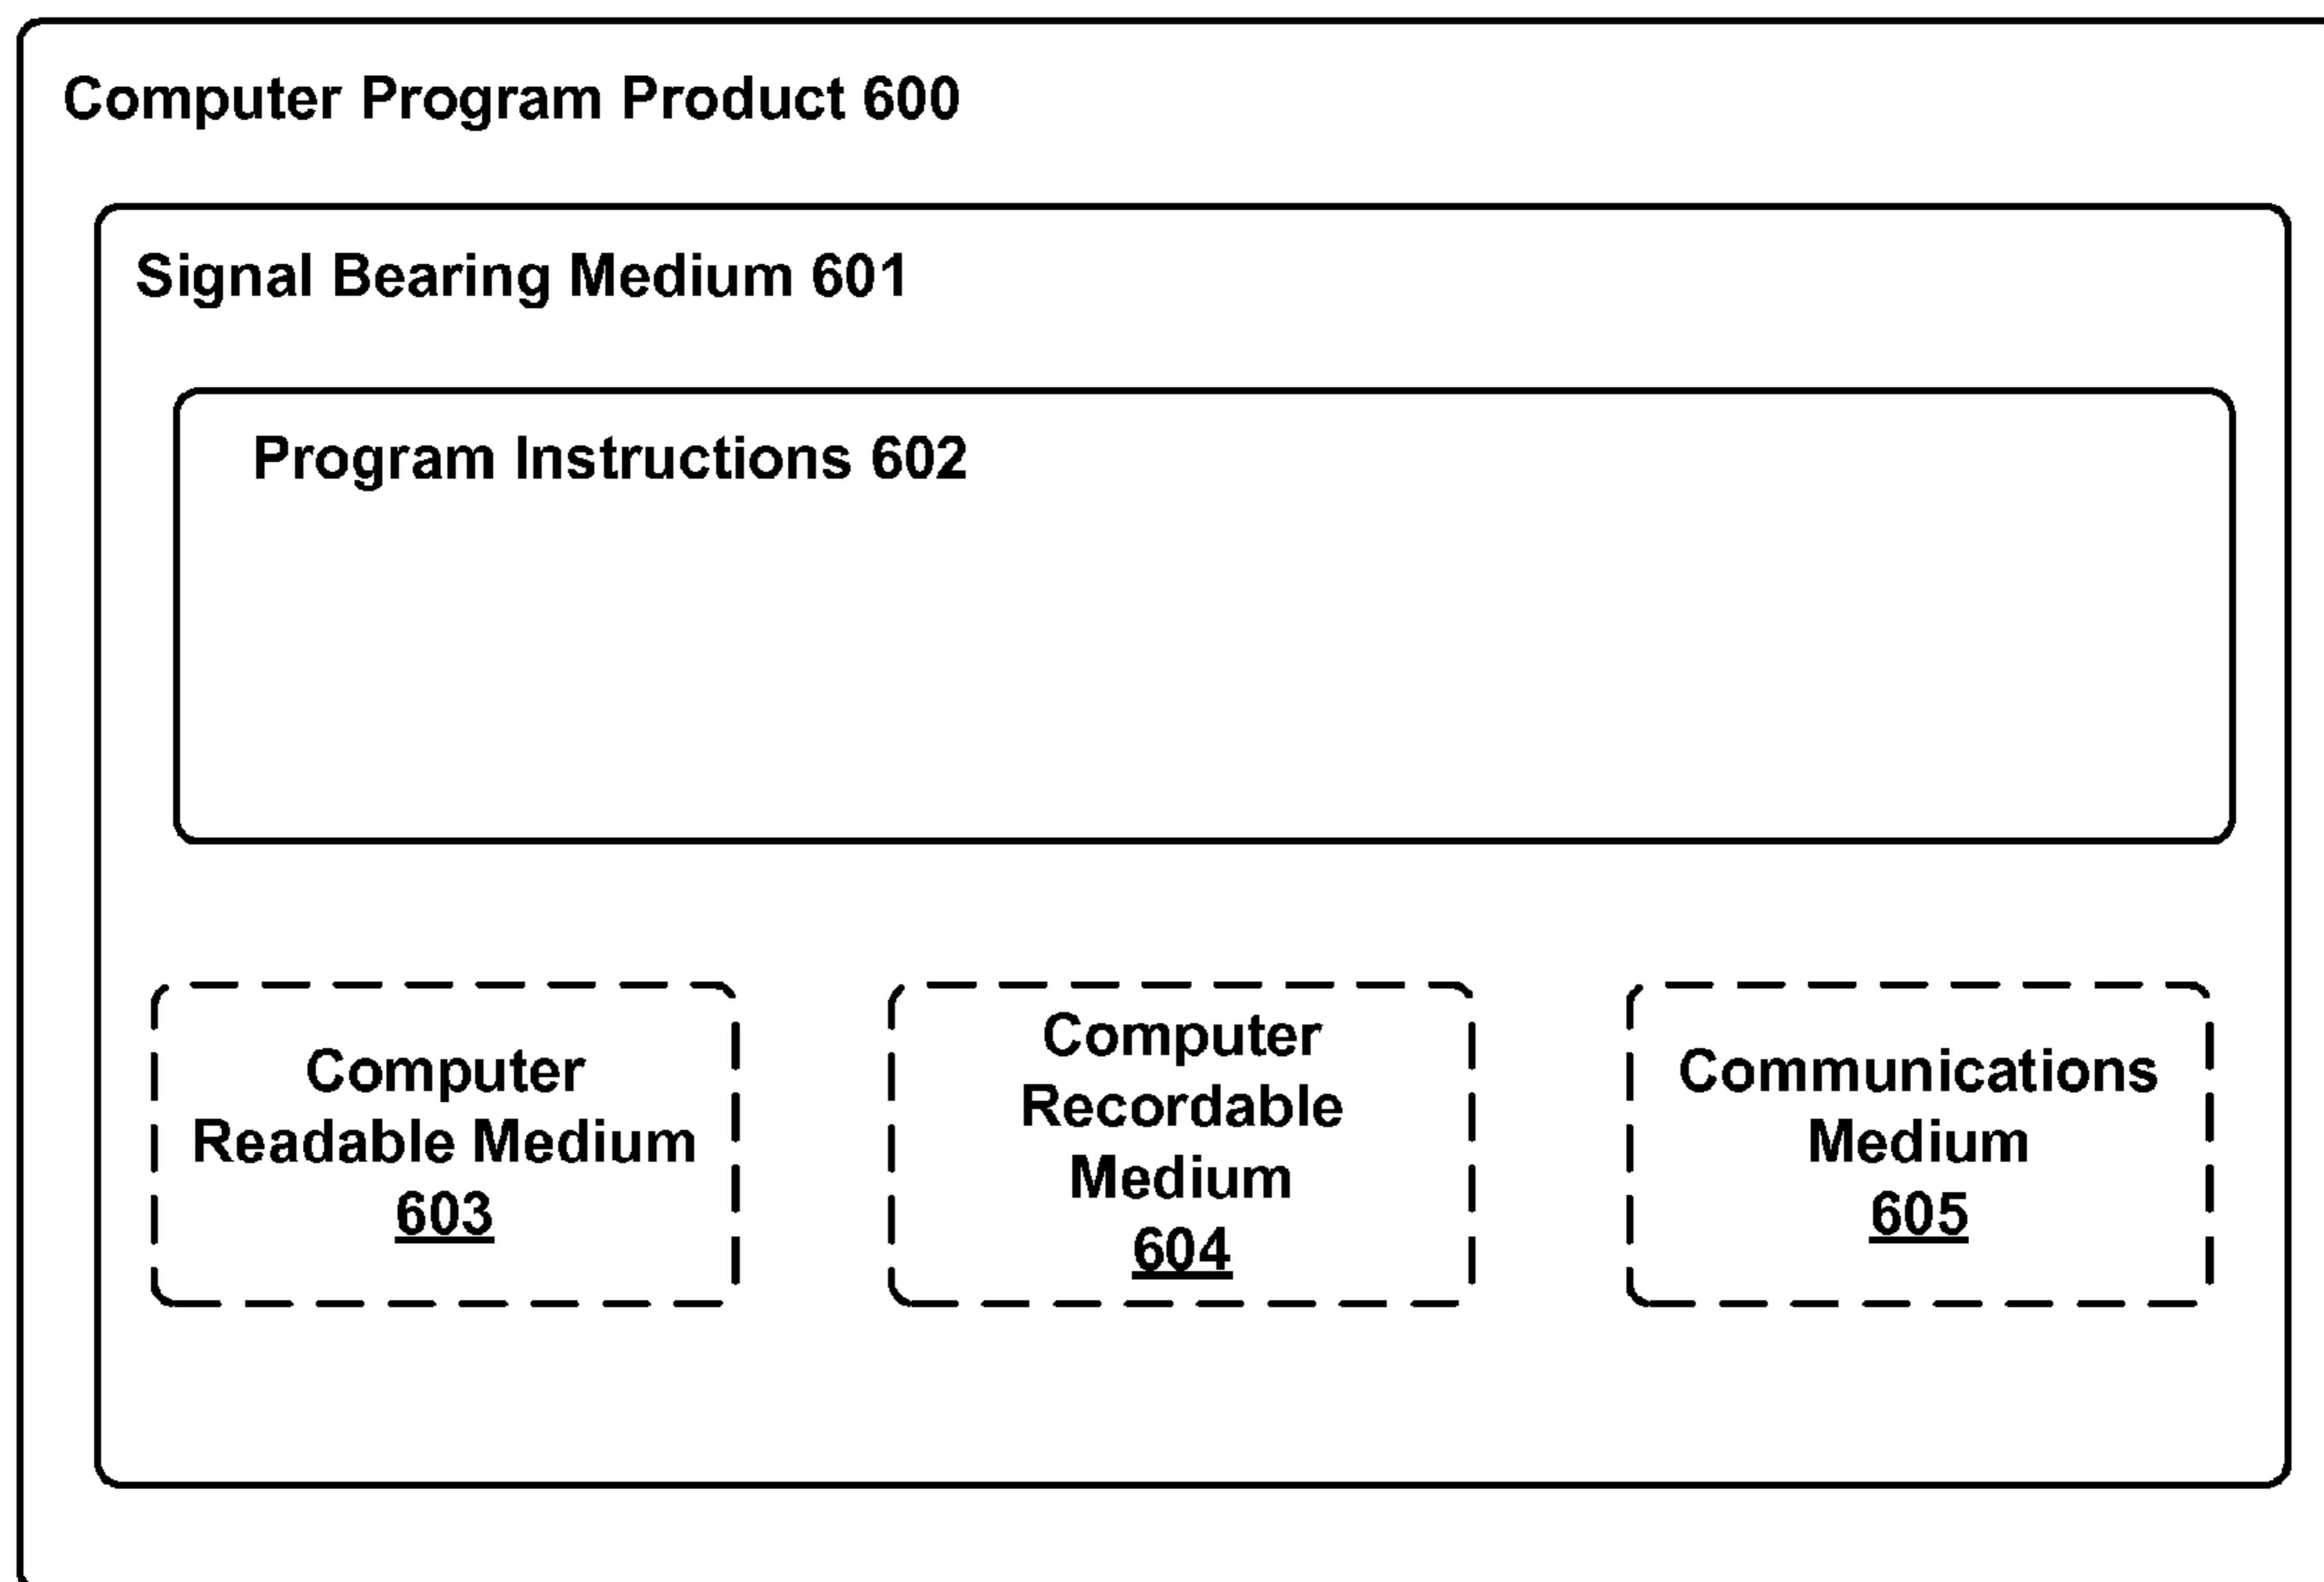 Computer Program Product 600
Signal Bearing Medium 601
Program Instructions 602
Computer
Readable Medium
603
Computer
Recordable
Medium
604
Communications
Medium
605